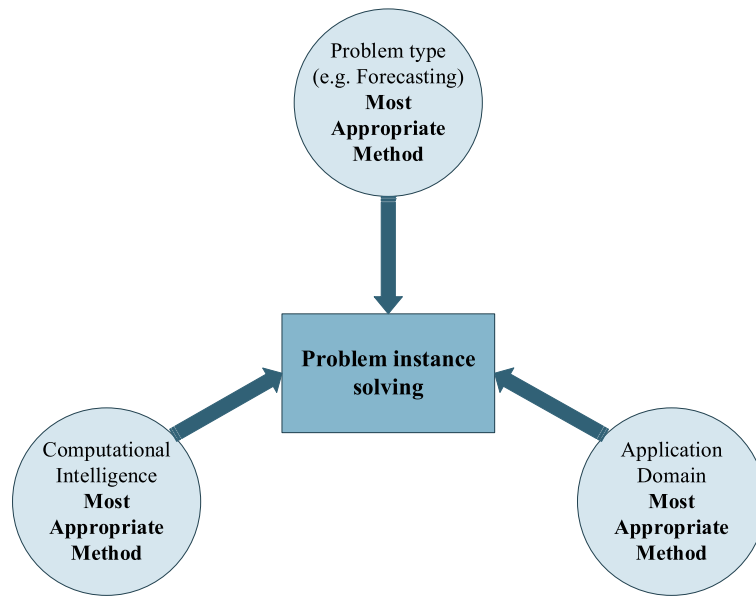 Problem type
(e.g. Forecasting)
Most
Appropriate
Method
Problem instance
solving
Computational
Intelligence
Most
Appropriate
Method
Application
Domain
Most
Appropriate
Method